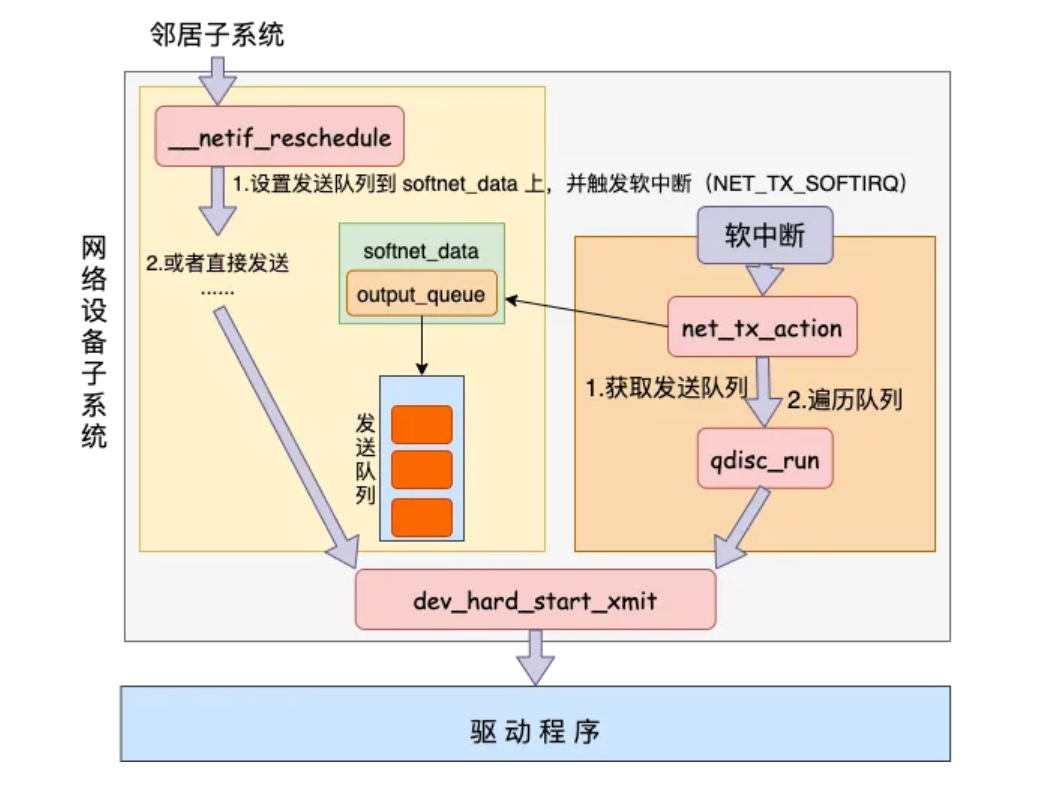 邻居子系统
__netif_reschedule
1.设置发送队列到 softnet_data 上，并触发软中断（NET_TX_SOFTIRQ）
软中断
网络设备子系统
2.或者直接发送
......
softnet_data
output_queue
net_tx_action
1.获取发送队列
2.遍历队列
发送队列
qdisc_run
dev_hard_start_xmit
驱动程序